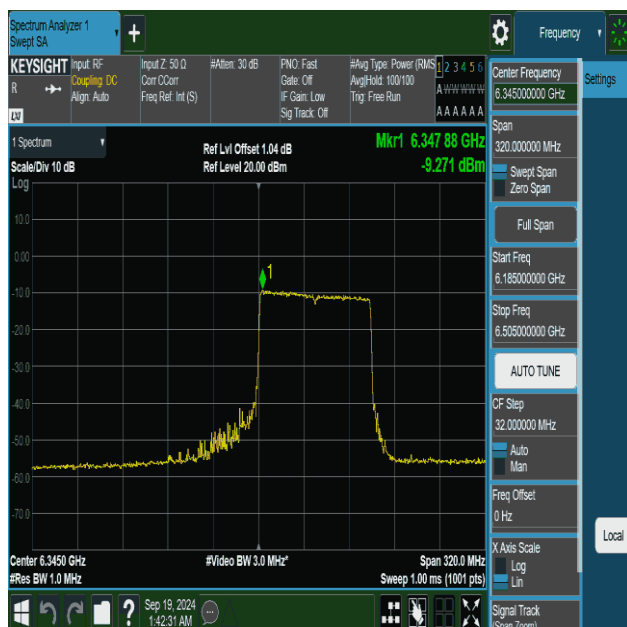 Spectrum Analyzer 1
Swept SA
+
Frequency
KEYSIGHT
R
LXI
Input: RF
Coupling: DC
Align: Auto
Input Z: 50 Ω
Corr CCorr
Freq Ref: Int (S)
#Atten: 30 dB
PNO: Fast
Gate: Off
IF Gain: Low
Sig Track: Off
#Avg Type: Power (RMS
Avg|Hold: 100/100
Trig: Free Run
1 2 3 4 5 6
A W W W W W
A A A A A A
1 Spectrum
Scale/Div 10 dB
Log
Ref Lvl Offset 1.04 dB
Ref Level 20.00 dBm
Mkr1 6.347 88 GHz
-9.271 dBm
10.0
0.00
-10.0
-20.0
-30.0
-40.0
-50.0
-60.0
-70.0
1
Center 6.3450 GHz
#Res BW 1.0 MHz
#Video BW 3.0 MHz*
Span 320.0 MHz
Sweep 1.00 ms (1001 pts)
Center Frequency
6.345000000 GHz
Settings
Span
320.000000 MHz
Swept Span
Zero Span
Full Span
Start Freq
6.185000000 GHz
Stop Freq
6.505000000 GHz
AUTO TUNE
CF Step
32.000000 MHz
Auto
Man
Freq Offset
0 Hz
X Axis Scale
Log
Lin
Signal Track
(Span Zoom)
Local
?
Sep 19, 2024
1:42:31 AM